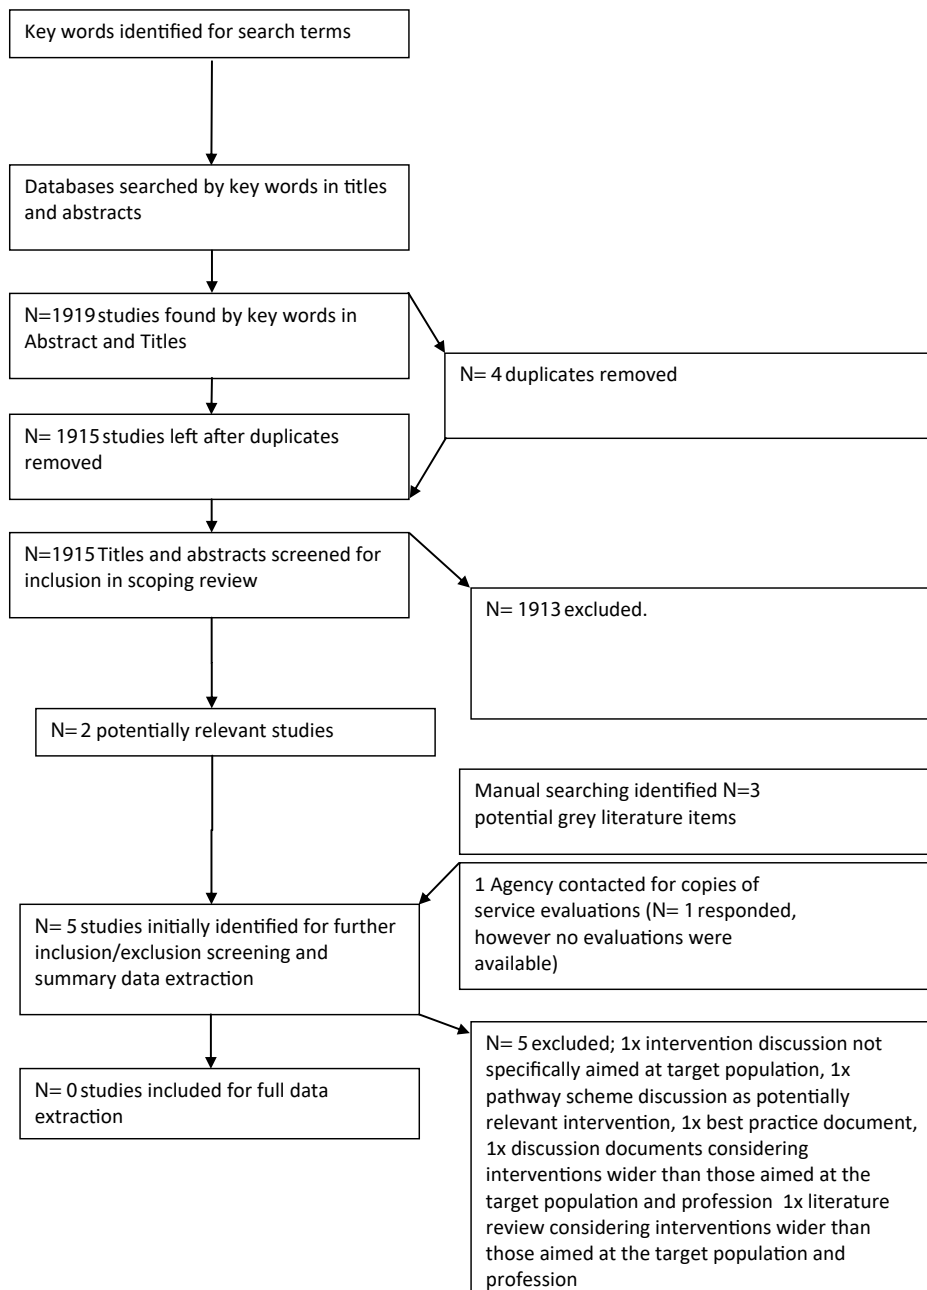 Key words identified for search terms
Databases searched by key words in titles
and abstracts
N=1919 studies found by key words in
Abstract and Titles
N= 4 duplicates removed
N= 1915 studies left after duplicates
removed
N=1915 Titles and abstracts screened for
inclusion in scoping review
N= 1913 excluded.
N= 2 potentially relevant studies
Manual searching identified N=3
potential grey literature items
1 Agency contacted for copies of
service evaluations (N= 1 responded,
however no evaluations were
available)
N= 5 studies initially identified for further
inclusion/exclusion screening and
summary data extraction
N= 5 excluded; 1x intervention discussion not
specifically aimed at target population, 1x
pathway scheme discussion as potentially
relevant intervention, 1x best practice document,
1x discussion documents considering
interventions wider than those aimed at the
target population and profession 1x literature
review considering interventions wider than
those aimed at the target population and
profession
N= 0 studies included for full data
extraction